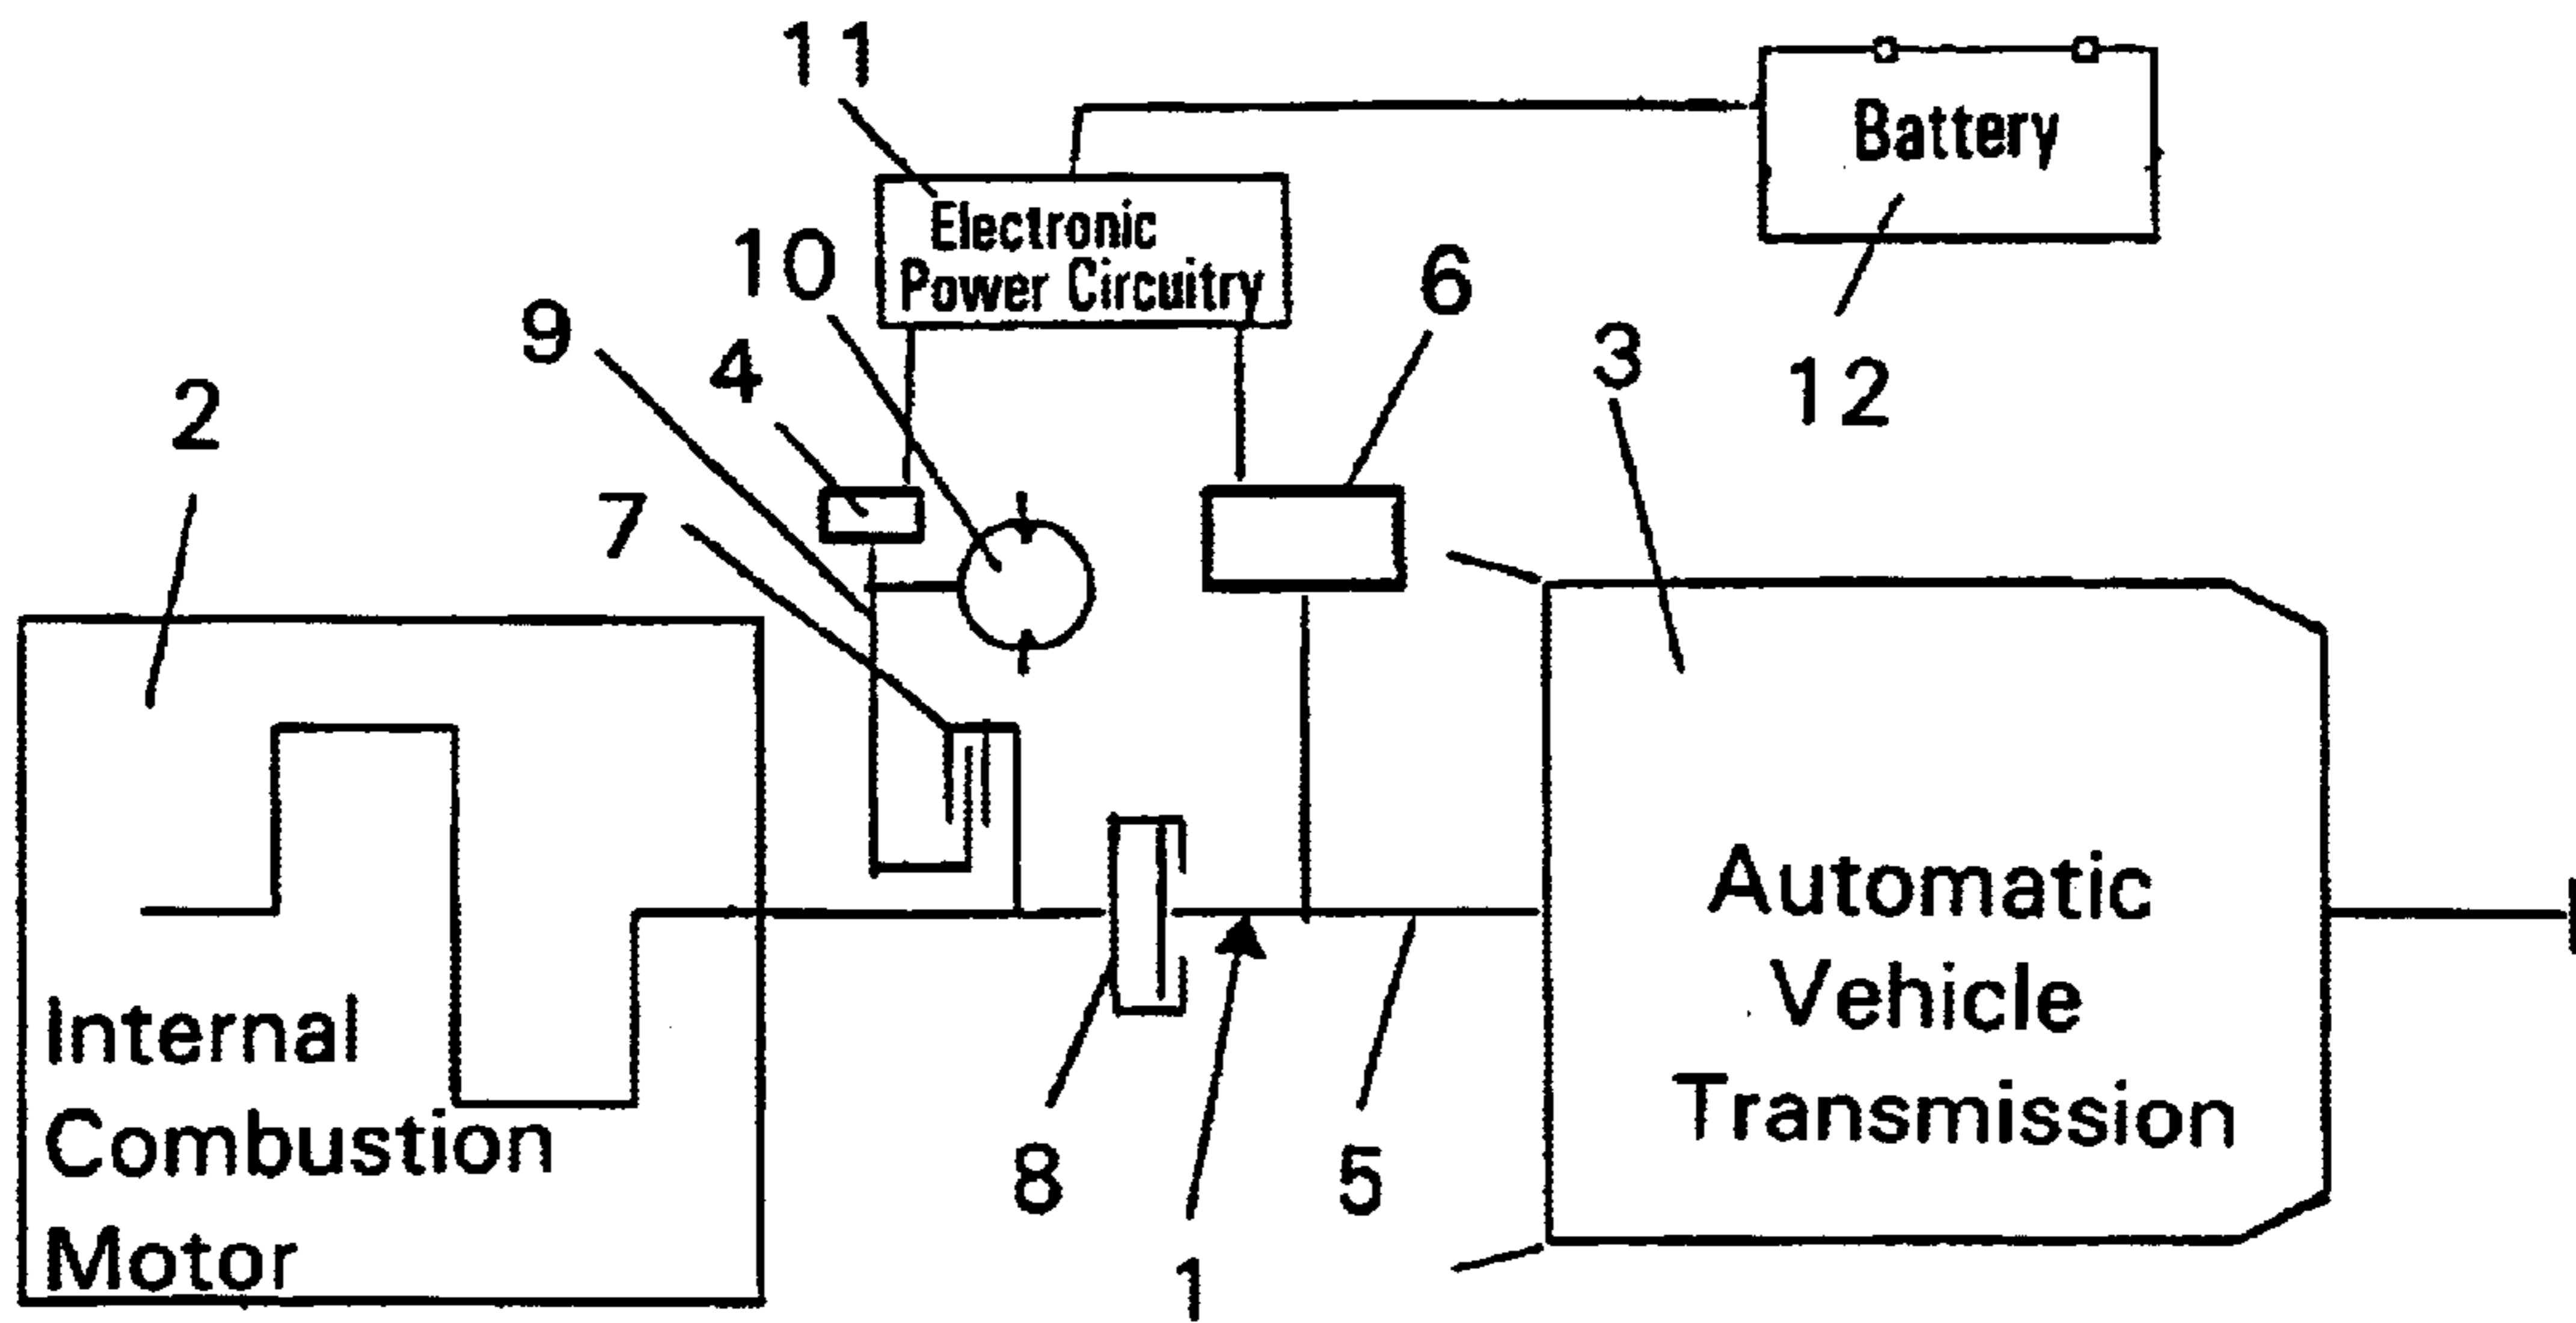 11
Battery
Electronic
Power Circuitry
10
6
9
4
3
12
2
7
Internal
Combustion
Motor
Automatic
Vehicle
Transmission
8
5
1